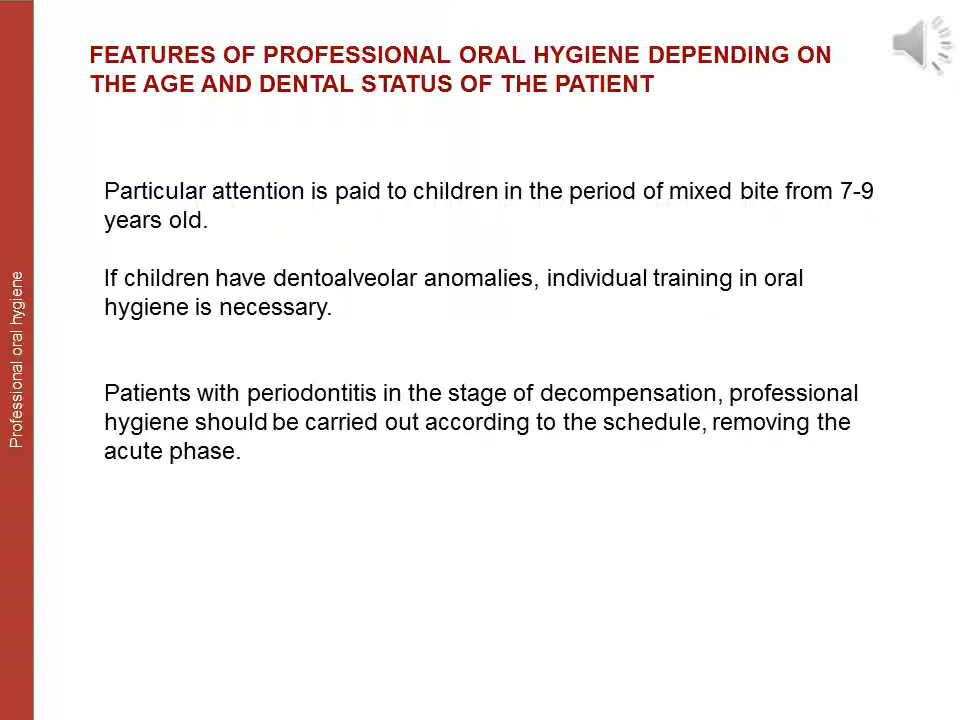 FEATURES OF PROFESSIONAL ORAL HYGIENE DEPENDING ON
THE AGE AND DENTAL STATUS OF THE PATIENT
Particular attention is paid to children in the period of mixed bite from 7-9
years old.
If children have dentoalveolar anomalies, individual training in oral
hygiene is necessary.
Patients with periodontitis in the stage of decompensation, professional
hygiene should be carried out according to the schedule, removing the
acute phase.
Professional oral hygiene